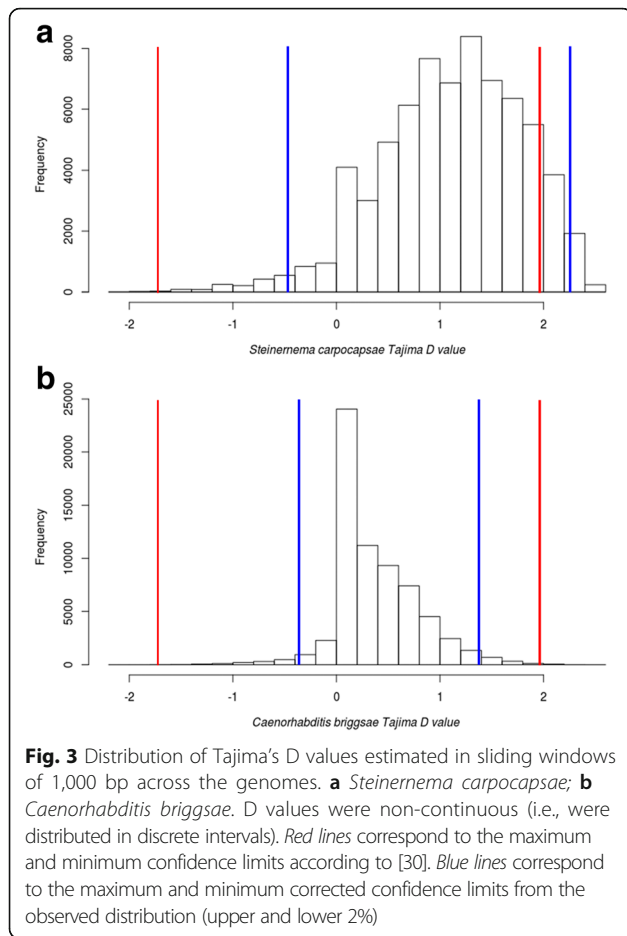 a
8000
6000
4000
2000
0
Frequency
-2 -1 0 1 2
Steinernema carpocapsae Tajima D value
b
25000
20000
15000
10000
5000
0
Frequency
-2 -1 0 1 2
Caenorhabditis briggsae Tajima D value
Fig. 3 Distribution of Tajima's D values estimated in sliding windows
of 1,000 bp across the genomes. a Steinernema carpocapsae; b
Caenorhabditis briggsae. D values were non-continuous (i.e., were
distributed in discrete intervals). Red lines correspond to the maximum
and minimum confidence limits according to [30]. Blue lines correspond
to the maximum and minimum corrected confidence limits from the
observed distribution (upper and lower 2%)